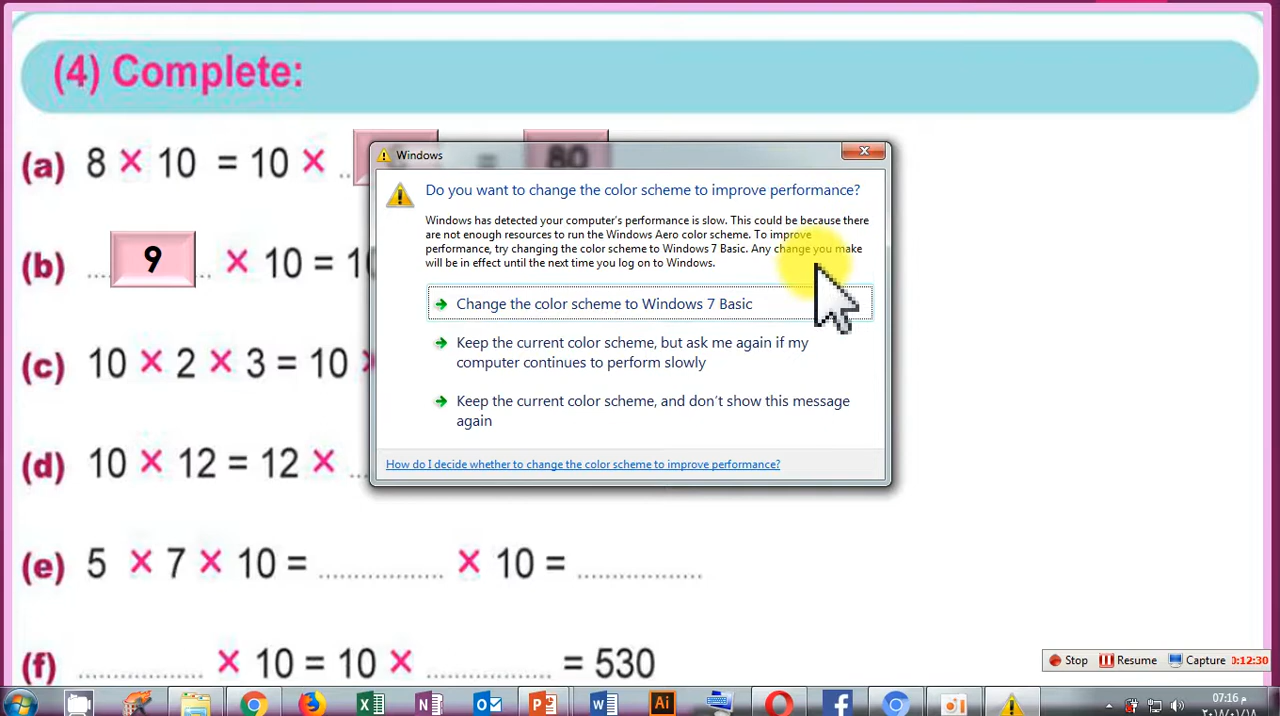 (4) Complete:
(a) 8 × 10 = 10 × .. = 80
(b) ... 9 .. × 10 = 10
(c) 10 × 2 × 3 = 10 ×
(d) 10 × 12 = 12 × ...
(e) 5 × 7 × 10 = ................ × 10 = ................
(f) ................ × 10 = 10 × ................ = 530
Windows
Do you want to change the color scheme to improve performance?
Windows has detected your computer's performance is slow. This could be because there
are not enough resources to run the Windows Aero color scheme. To improve
performance, try changing the color scheme to Windows 7 Basic. Any change you make
will be in effect until the next time you log on to Windows.
Change the color scheme to Windows 7 Basic
Keep the current color scheme, but ask me again if my
computer continues to perform slowly
Keep the current color scheme, and don't show this message
again
How do I decide whether to change the color scheme to improve performance?
Stop Resume Capture 0:12:30
07:16 م